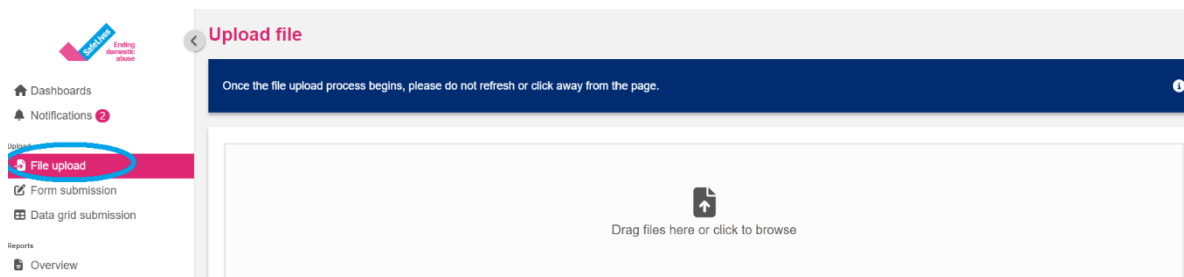 SafeLives
Ending
domestic
abuse
Dashboards
Notifications 2
Upload
File upload
Form submission
Data grid submission
Reports
Overview
Upload file
Once the file upload process begins, please do not refresh or click away from the page.
Drag files here or click to browse